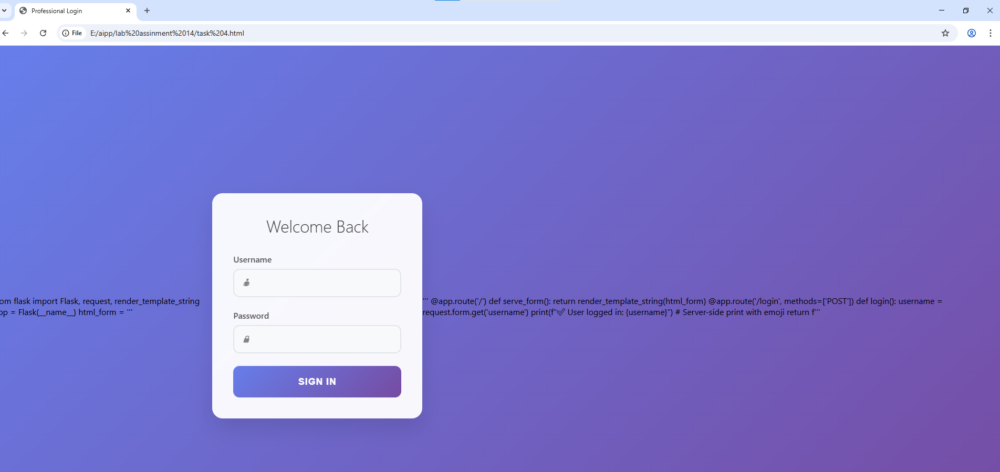 Professional Login
File
E:/aipp/lab%20assinment%2014/task%204.html
Welcome Back
Username
om flask import Flask, request, render_template_string
pp = Flask(__name__) html_form = '''
''' @app.route('/') def serve_form(): return render_template_string(html_form) @app.route('/login', methods=['POST']) def login(): username =
request.form.get('username') print(f"✅ User logged in: {username}") # Server-side print with emoji return f'''
Password
SIGN IN